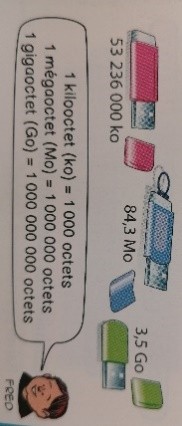 53 236 000 ko
84,3 Mo
3,5 Go
1 kilooctet (ko) = 1 000 octets
1 mégaoctet (Mo) = 1 000 000 octets
1 gigaoctet (Go) = 1 000 000 000 octets
FRED